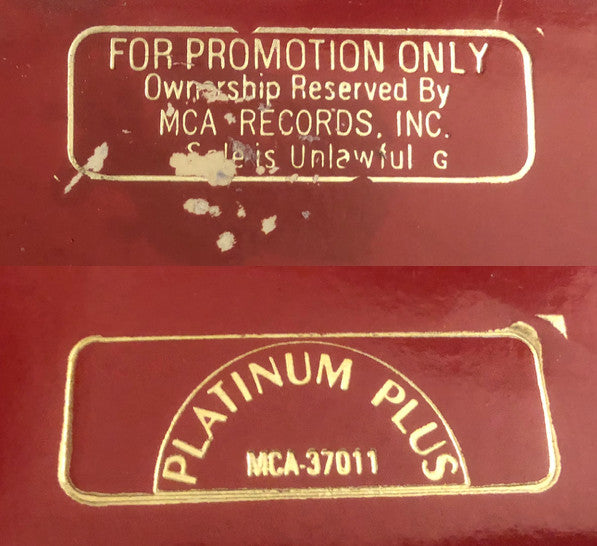 FOR PROMOTION ONLY
Ownership Reserved By
MCA RECORDS, INC.
Sale is Unlawful G
PLATINUM PLUS
MCA-37011